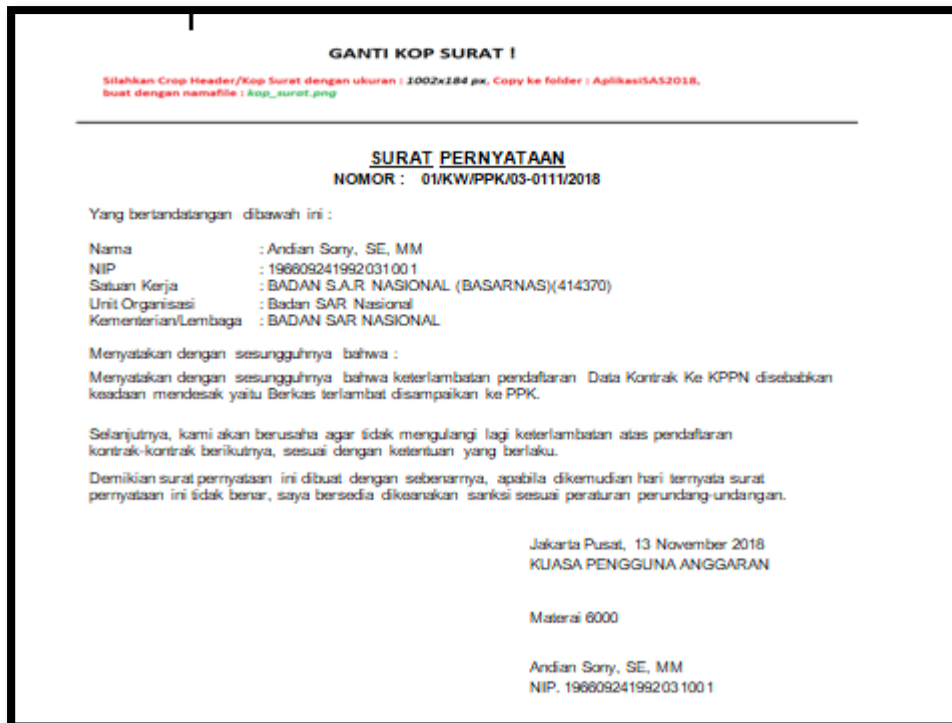 GANTI KOP SURAT !
Silahkan Crop Header/Kop Surat dengan ukuran : 1002x184 px, Copy ke folder : AplikasiSAS2018,
buat dengan namafile : kop_surat.png
SURAT PERNYATAAN
NOMOR : 01/KW/PPK/03-0111/2018
Yang bertandatangan dibawah ini :
Nama : Andian Sony, SE, MM
NIP : 196609241992031001
Satuan Kerja : BADAN S.A.R NASIONAL (BASARNAS)(414370)
Unit Organisasi : Badan SAR Nasional
Kementerian/Lembaga : BADAN SAR NASIONAL
Menyatakan dengan sesungguhnya bahwa :
Menyatakan dengan sesungguhnya bahwa keterlambatan pendaftaran Data Kontrak Ke KPPN disebabkan
keadaan mendesak yaitu Berkas terlambat disampaikan ke PPK.
Selanjutnya, kami akan berusaha agar tidak mengulangi lagi keterlambatan atas pendaftaran
kontrak-kontrak berikutnya, sesuai dengan ketentuan yang berlaku.
Demikian surat pernyataan ini dibuat dengan sebenarnya, apabila dikemudian hari ternyata surat
pernyataan ini tidak benar, saya bersedia dikeanakan sanksi sesuai peraturan perundang-undangan.
Jakarta Pusat, 13 November 2018
KUASA PENGGUNA ANGGARAN
Materai 6000
Andian Sony, SE, MM
NIP. 196609241992031001